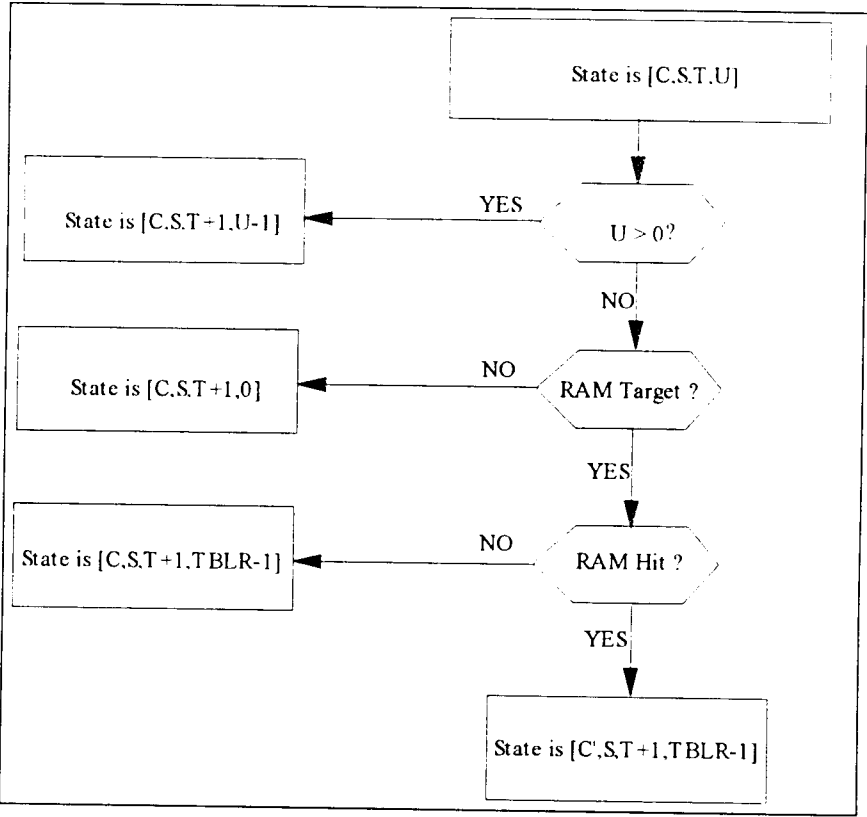 State is [C,S,T,U]
U > 0?
YES
State is [C,S,T+1,U-1]
NO
RAM Target ?
NO
State is [C,S,T+1,0]
YES
RAM Hit ?
NO
State is [C,S,T+1,TBLR-1]
YES
State is [C',S,T+1,TBLR-1]